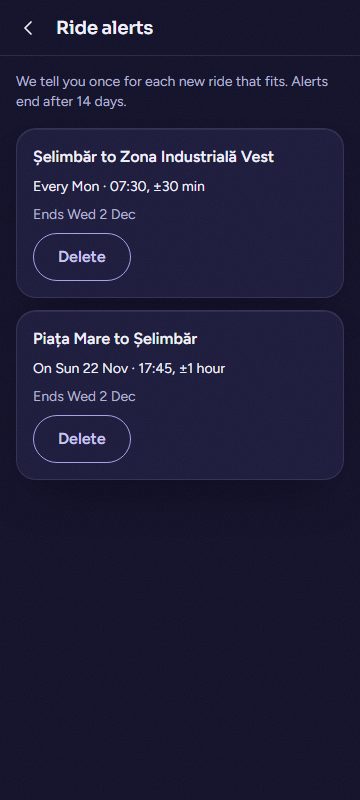 Ride alerts
We tell you once for each new ride that fits. Alerts
end after 14 days.
Șelimbăr to Zona Industrială Vest
Every Mon · 07:30, ±30 min
Ends Wed 2 Dec
Delete
Piața Mare to Șelimbăr
On Sun 22 Nov · 17:45, ±1 hour
Ends Wed 2 Dec
Delete